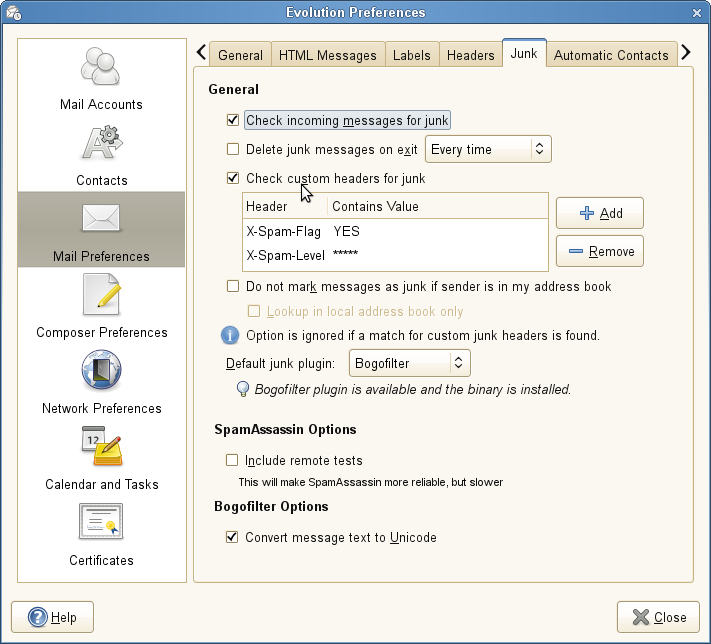 Evolution Preferences
Mail Accounts
Contacts
Mail Preferences
Composer Preferences
12
Network Preferences
Calendar and Tasks
Certificates
General HTML Messages Labels Headers Junk Automatic Contacts
General
Check incoming messages for junk
Delete junk messages on exit Every time
Check custom headers for junk
Header Contains Value
X-Spam-Flag YES
X-Spam-Level *****
Add
Remove
Do not mark messages as junk if sender is in my address book
Lookup in local address book only
Option is ignored if a match for custom junk headers is found.
Default junk plugin: Bogofilter
Bogofilter plugin is available and the binary is installed.
SpamAssassin Options
Include remote tests
This will make SpamAssassin more reliable, but slower
Bogofilter Options
Convert message text to Unicode
Help
Close